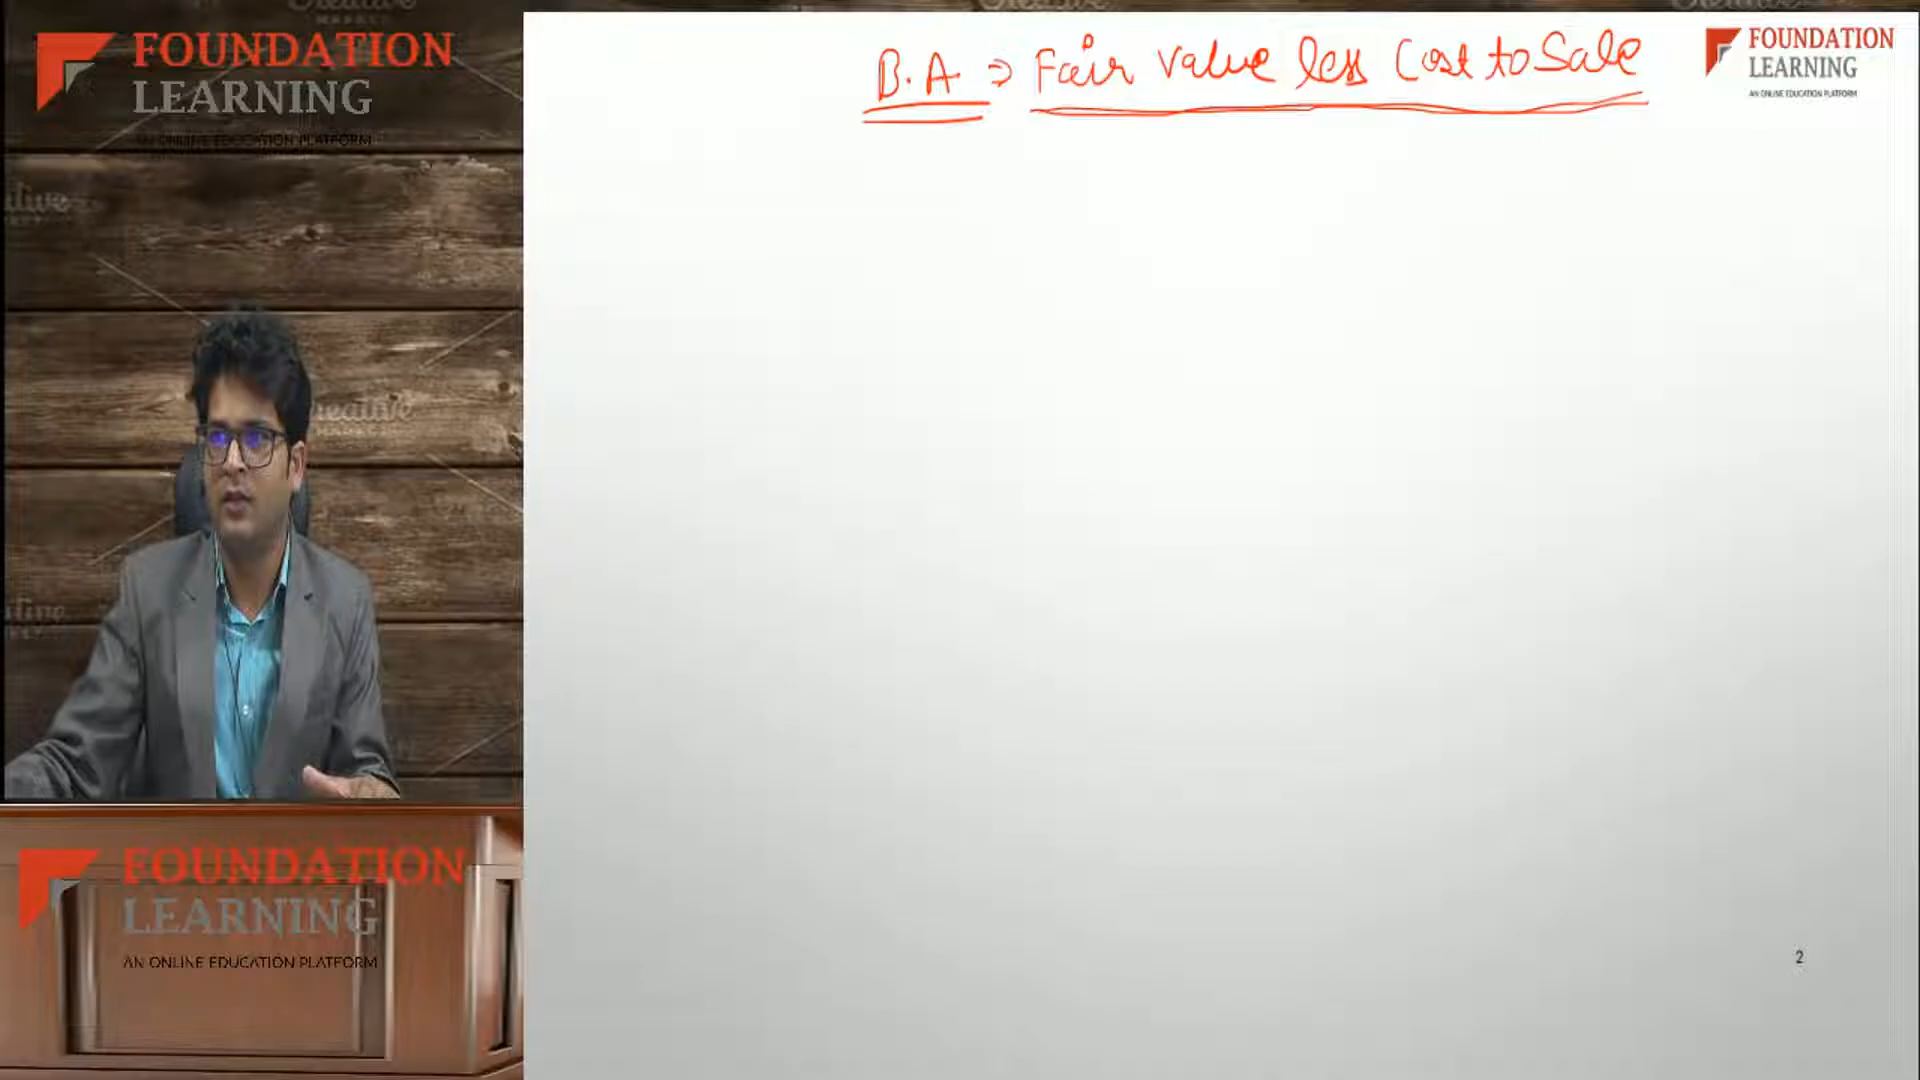 FOUNDATION
LEARNING
AN ONLINE EDUCATION PLATFORM
B.A. ⇒ Fair value less Cost to Sale
FOUNDATION
LEARNING
AN ONLINE EDUCATION PLATFORM
Creative
FOUNDATION
LEARNING
AN ONLINE EDUCATION PLATFORM
2